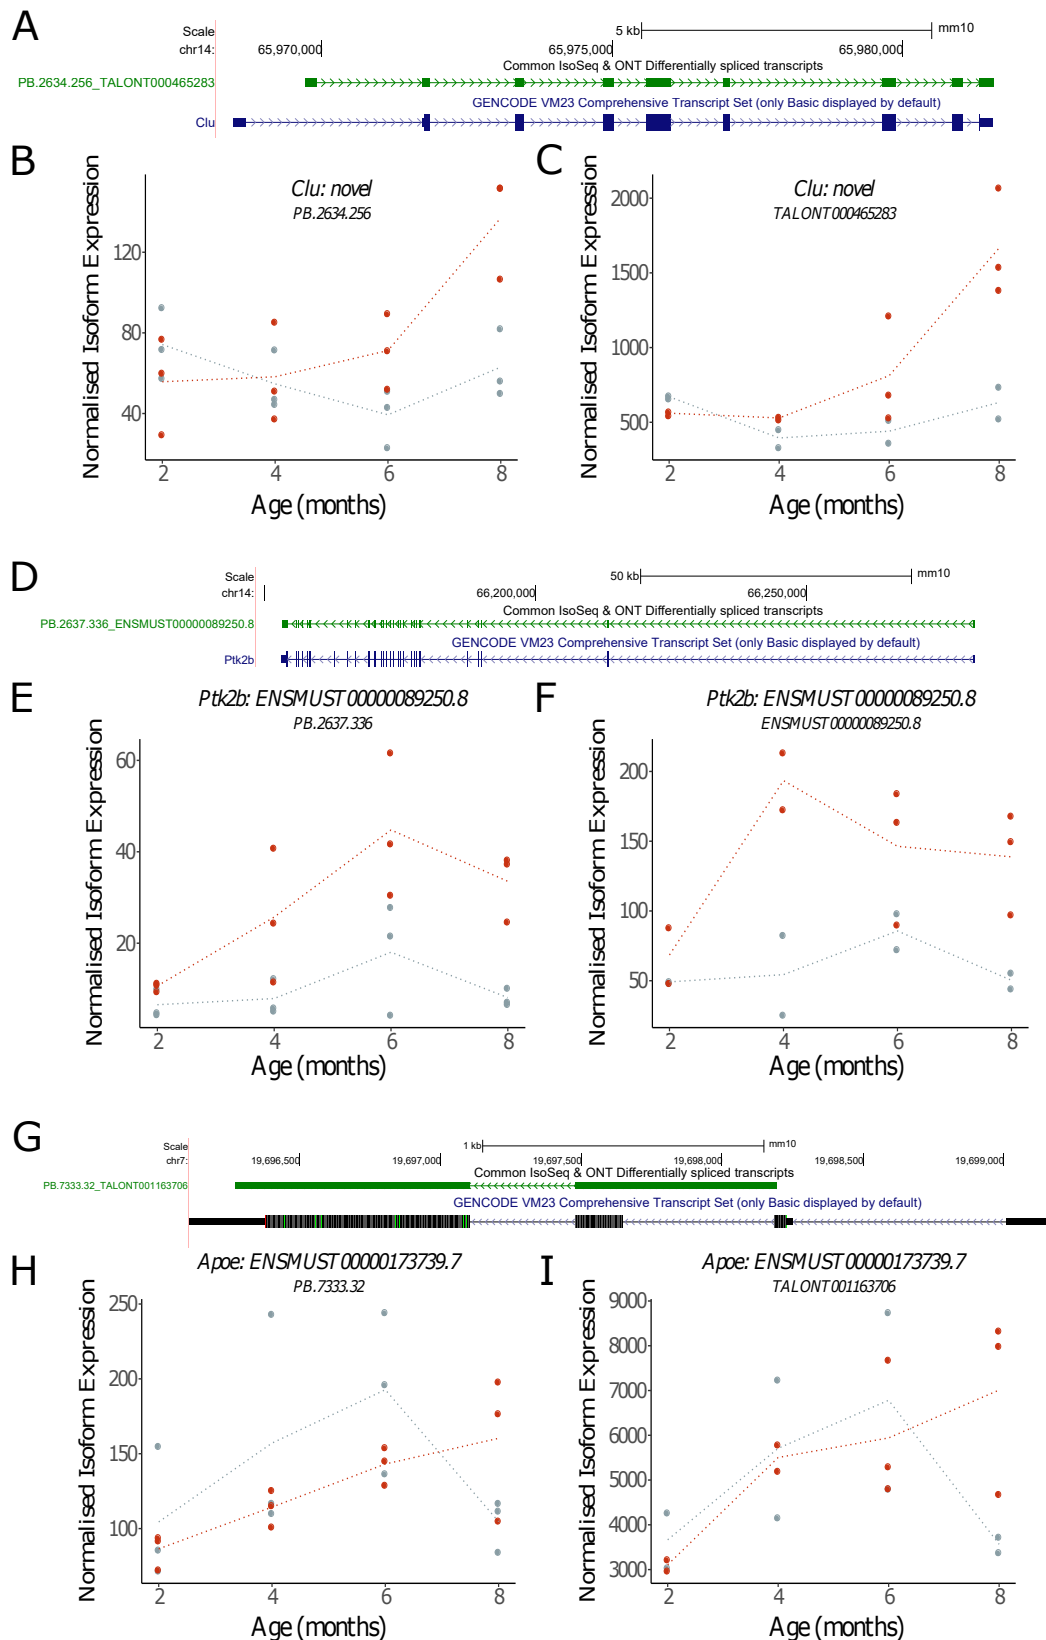 A
Scale 5 kb mm10
chr14: 65,970,000 65,975,000 65,980,000
Common IsoSeq & ONT Differentially spliced transcripts
PB.2634.256_TALONT000465283
GENCODE VM23 Comprehensive Transcript Set (only Basic displayed by default)
Clu
B
Clu: novel
PB.2634.256
Normalised Isoform Expression
120
80
40
2 4 6 8
Age (months)
C
Clu: novel
TALONT000465283
Normalised Isoform Expression
2000
1500
1000
500
2 4 6 8
Age (months)
D
Scale 50 kb mm10
chr14: 66,200,000 66,250,000
Common IsoSeq & ONT Differentially spliced transcripts
PB.2637.336_ENSMUST00000089250.8
GENCODE VM23 Comprehensive Transcript Set (only Basic displayed by default)
Ptk2b
E
Ptk2b: ENSMUST00000089250.8
PB.2637.336
Normalised Isoform Expression
60
40
20
2 4 6 8
Age (months)
F
Ptk2b: ENSMUST00000089250.8
ENSMUST00000089250.8
Normalised Isoform Expression
200
150
100
50
2 4 6 8
Age (months)
G
Scale 1 kb mm10
chr7: 19,696,500 19,697,000 19,697,500 19,698,000 19,698,500 19,699,000
Common IsoSeq & ONT Differentially spliced transcripts
PB.7333.32_TALONT001163706
GENCODE VM23 Comprehensive Transcript Set (only Basic displayed by default)
H
Apoe: ENSMUST00000173739.7
PB.7333.32
Normalised Isoform Expression
250
200
150
100
2 4 6 8
Age (months)
I
Apoe: ENSMUST00000173739.7
TALONT001163706
Normalised Isoform Expression
9000
8000
7000
6000
5000
4000
3000
2 4 6 8
Age (months)